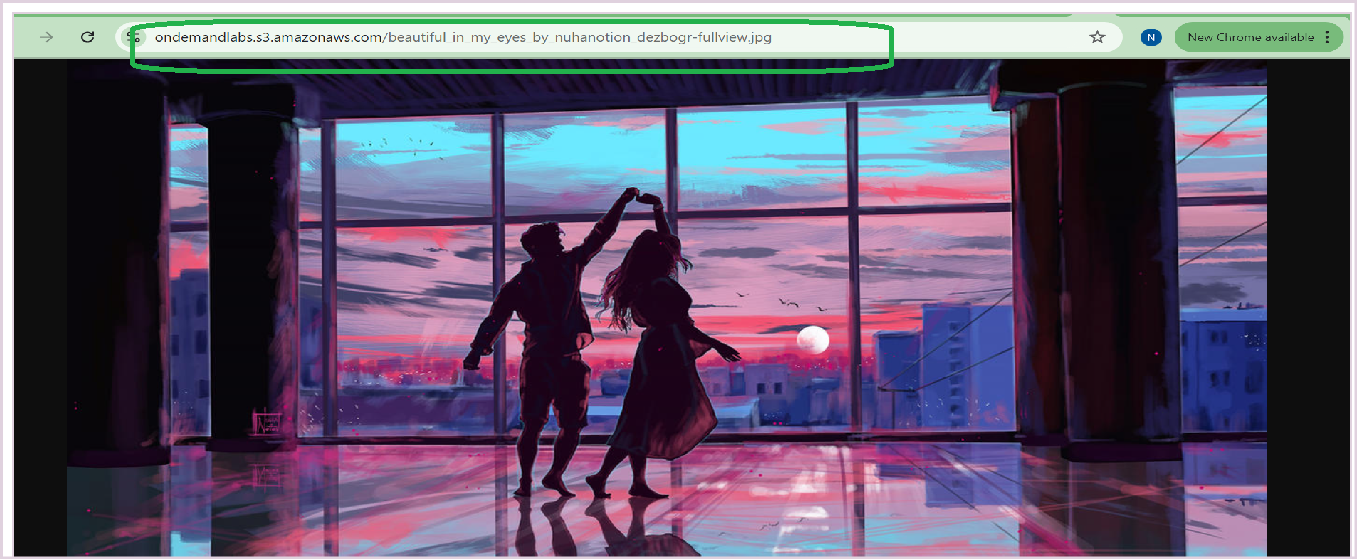 ondemandlabs.s3.amazonaws.com/beautiful_in_my_eyes_by_nuhanotion_dezbogr-fullview.jpg
N
New Chrome available